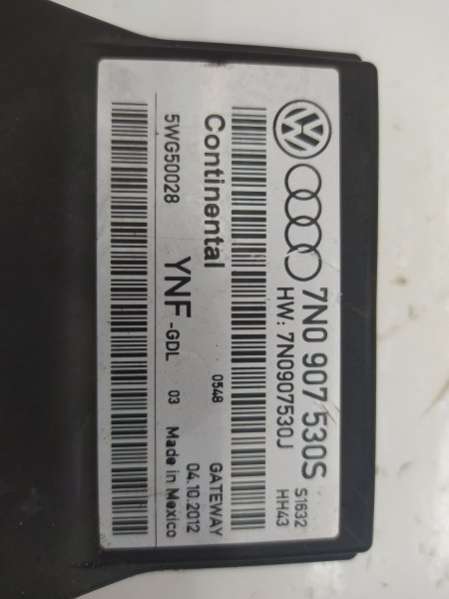 7N0 907 530S
S1632
HW: 7N0907530J
HH43
Continental
0548
GATEWAY
YNF -GDL
04.10.2012
5WG50028
03
Made in Mexico